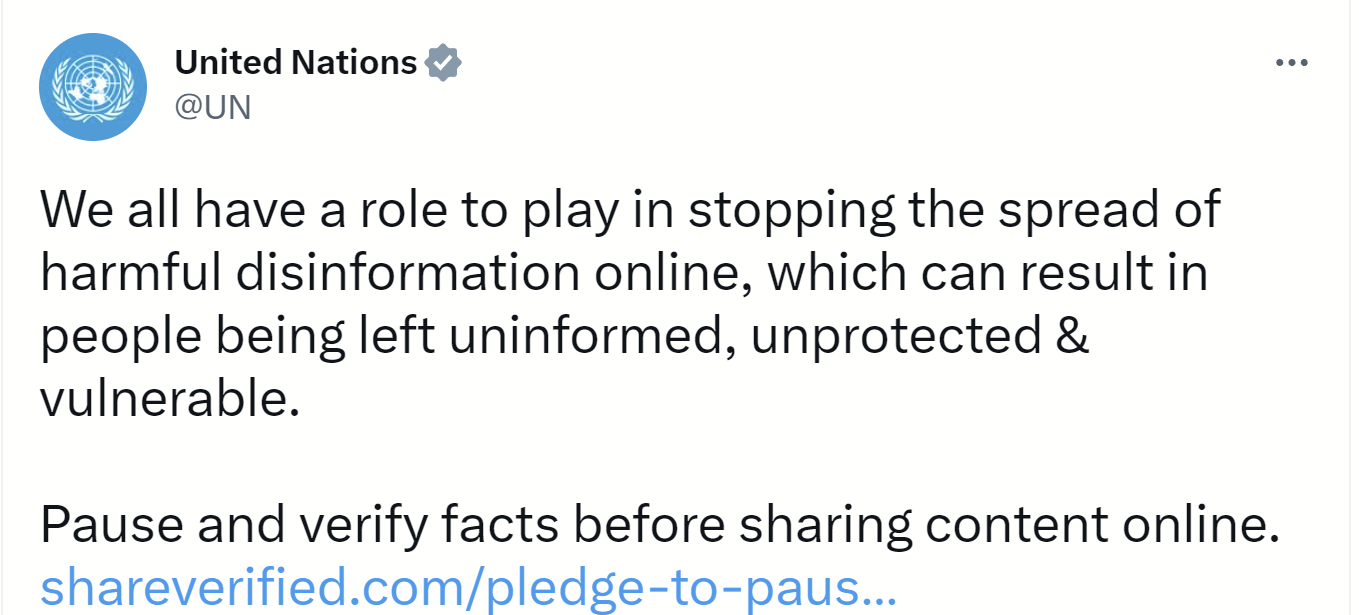 United Nations
@UN
We all have a role to play in stopping the spread of
harmful disinformation online, which can result in
people being left uninformed, unprotected &
vulnerable.
Pause and verify facts before sharing content online.
shareverified.com/pledge-to-paus...